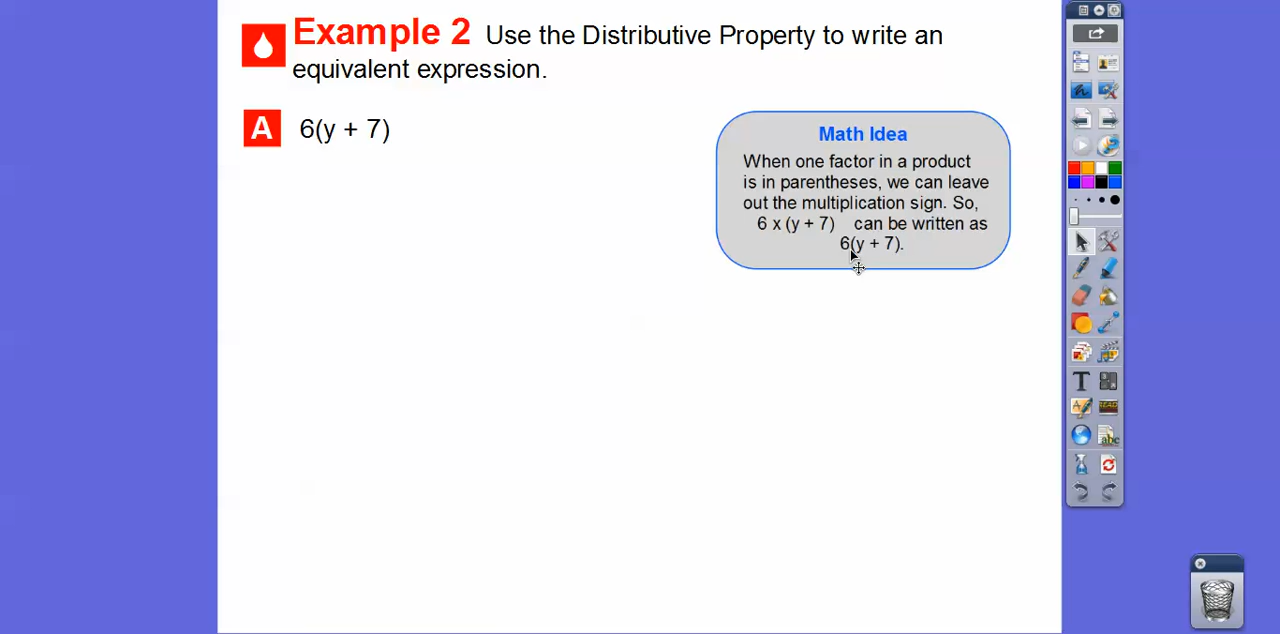 Example 2 Use the Distributive Property to write an
equivalent expression.
A 6(y + 7)
Math Idea
When one factor in a product
is in parentheses, we can leave
out the multiplication sign. So,
6 x (y + 7) can be written as
6(y + 7).